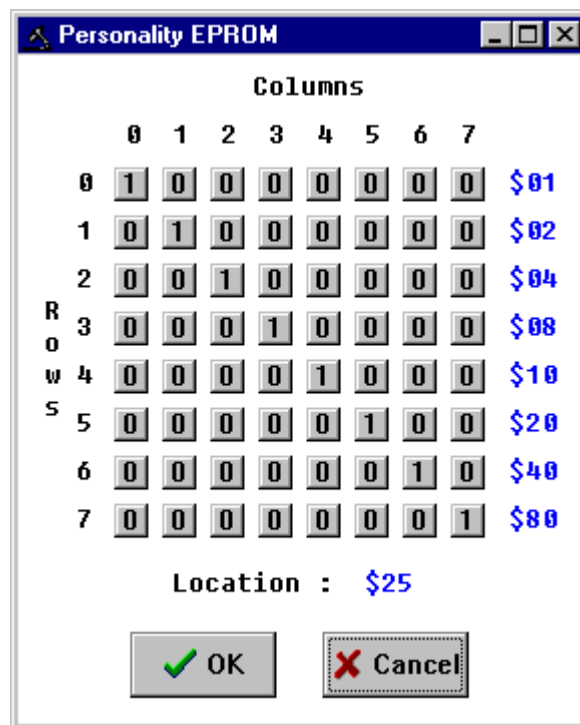 Personality EPROM
Columns
0 1 2 3 4 5 6 7
0 1 0 0 0 0 0 0 0 $01
1 0 1 0 0 0 0 0 0 $02
2 0 0 1 0 0 0 0 0 $04
Rows
3 0 0 0 1 0 0 0 0 $08
4 0 0 0 0 1 0 0 0 $10
5 0 0 0 0 0 1 0 0 $20
6 0 0 0 0 0 0 1 0 $40
7 0 0 0 0 0 0 0 1 $80
Location : $25
OK Cancel